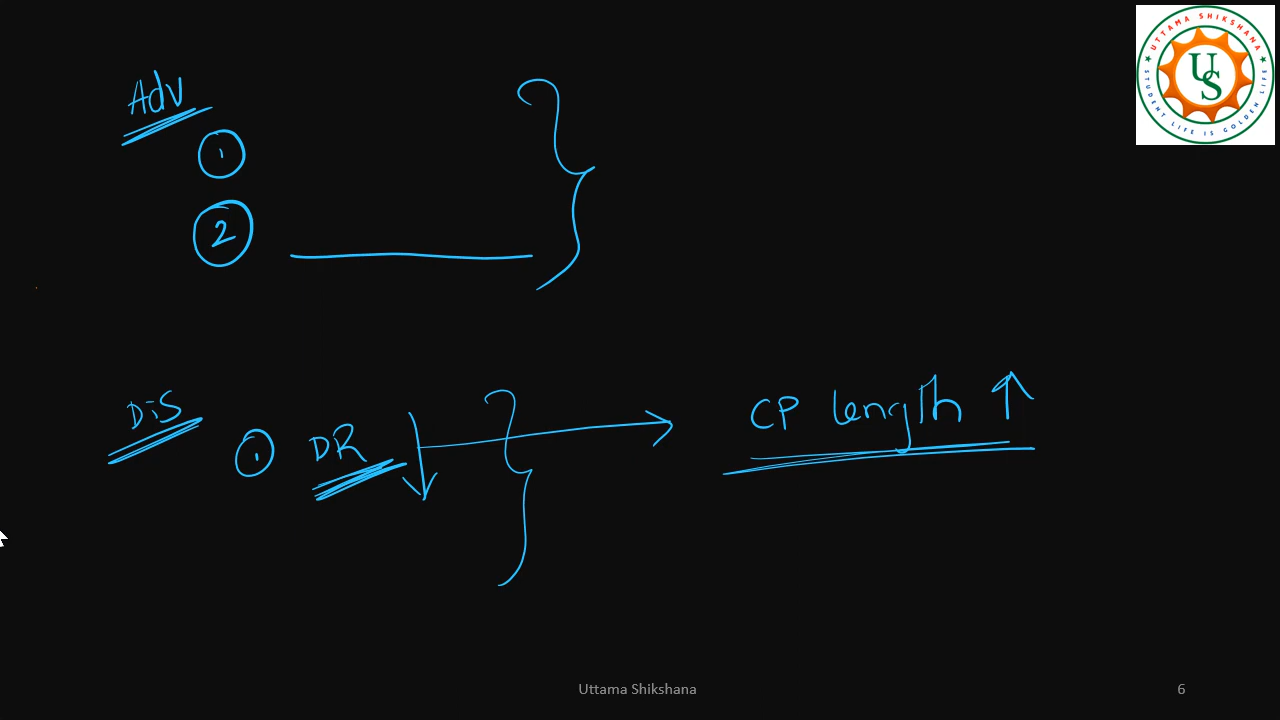 UTTAMA SHIKSHANA
US
STUDENT LIFE IS GOLDEN LIFE
Adv
1
2
Dis
1 DR ↓ → CP length ↑
Uttama Shikshana 6